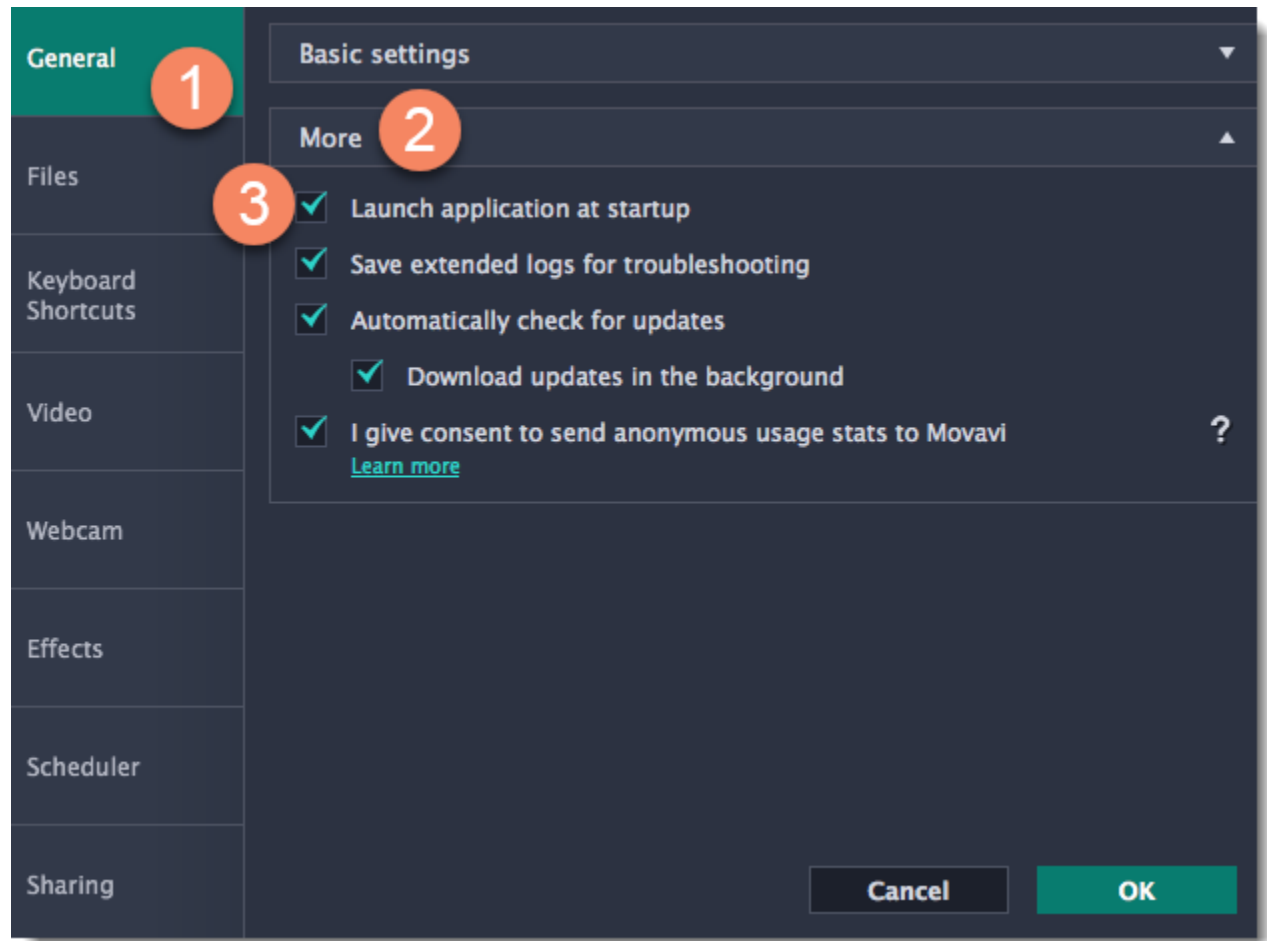 General
1
Files
Keyboard
Shortcuts
Video
Webcam
Effects
Scheduler
Sharing
Basic settings
More
2
3
Launch application at startup
Save extended logs for troubleshooting
Automatically check for updates
Download updates in the background
I give consent to send anonymous usage stats to Movavi
?
Learn more
Cancel
OK